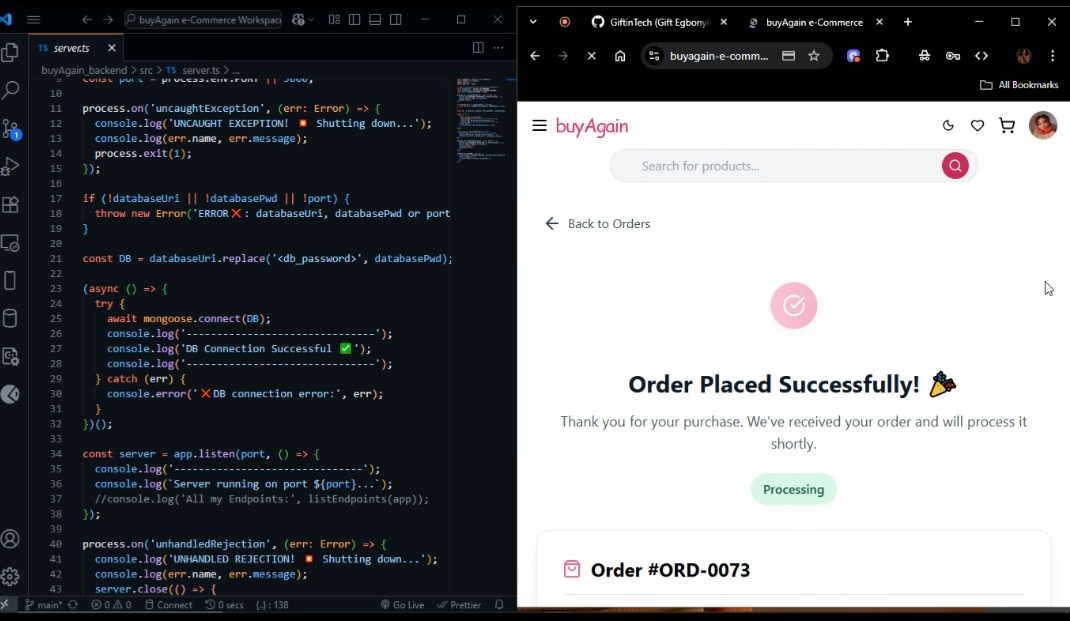 buyAgain e-Commerce Workspac
TS server.ts
buyAgain_backend > src > TS server.ts > ...
9 const port = process.env.PORT || 5000;
10
11 process.on('uncaughtException', (err: Error) => {
12 console.log('UNCAUGHT EXCEPTION! 💥 Shutting down...');
13 console.log(err.name, err.message);
14 process.exit(1);
15 });
16
17 if (!databaseUri || !databasePwd || !port) {
18 throw new Error('ERROR❌: databaseUri, databasePwd or port
19 }
20
21 const DB = databaseUri.replace('<db_password>', databasePwd);
22
23 (async () => {
24 try {
25 await mongoose.connect(DB);
26 console.log('------------------------------');
27 console.log('DB Connection Successful ✅');
28 console.log('------------------------------');
29 } catch (err) {
30 console.error('❌DB connection error:', err);
31 }
32 })();
33
34 const server = app.listen(port, () => {
35 console.log('------------------------------');
36 console.log(`Server running on port ${port}...`);
37 //console.log('All my Endpoints:', listEndpoints(app));
38 });
39
40 process.on('unhandledRejection', (err: Error) => {
41 console.log('UNHANDLED REJECTION! 💥 Shutting down...');
42 console.log(err.name, err.message);
43 server.close(() => {
1
main* 0 0 Connect 0 secs {..} : 138 Go Live Prettier
GiftinTech (Gift Egbonyi
buyAgain e-Commerce
buyagain-e-comm...
All Bookmarks
buyAgain
Search for products...
Back to Orders
Order Placed Successfully! 🎉
Thank you for your purchase. We've received your order and will process it
shortly.
Processing
Order #ORD-0073